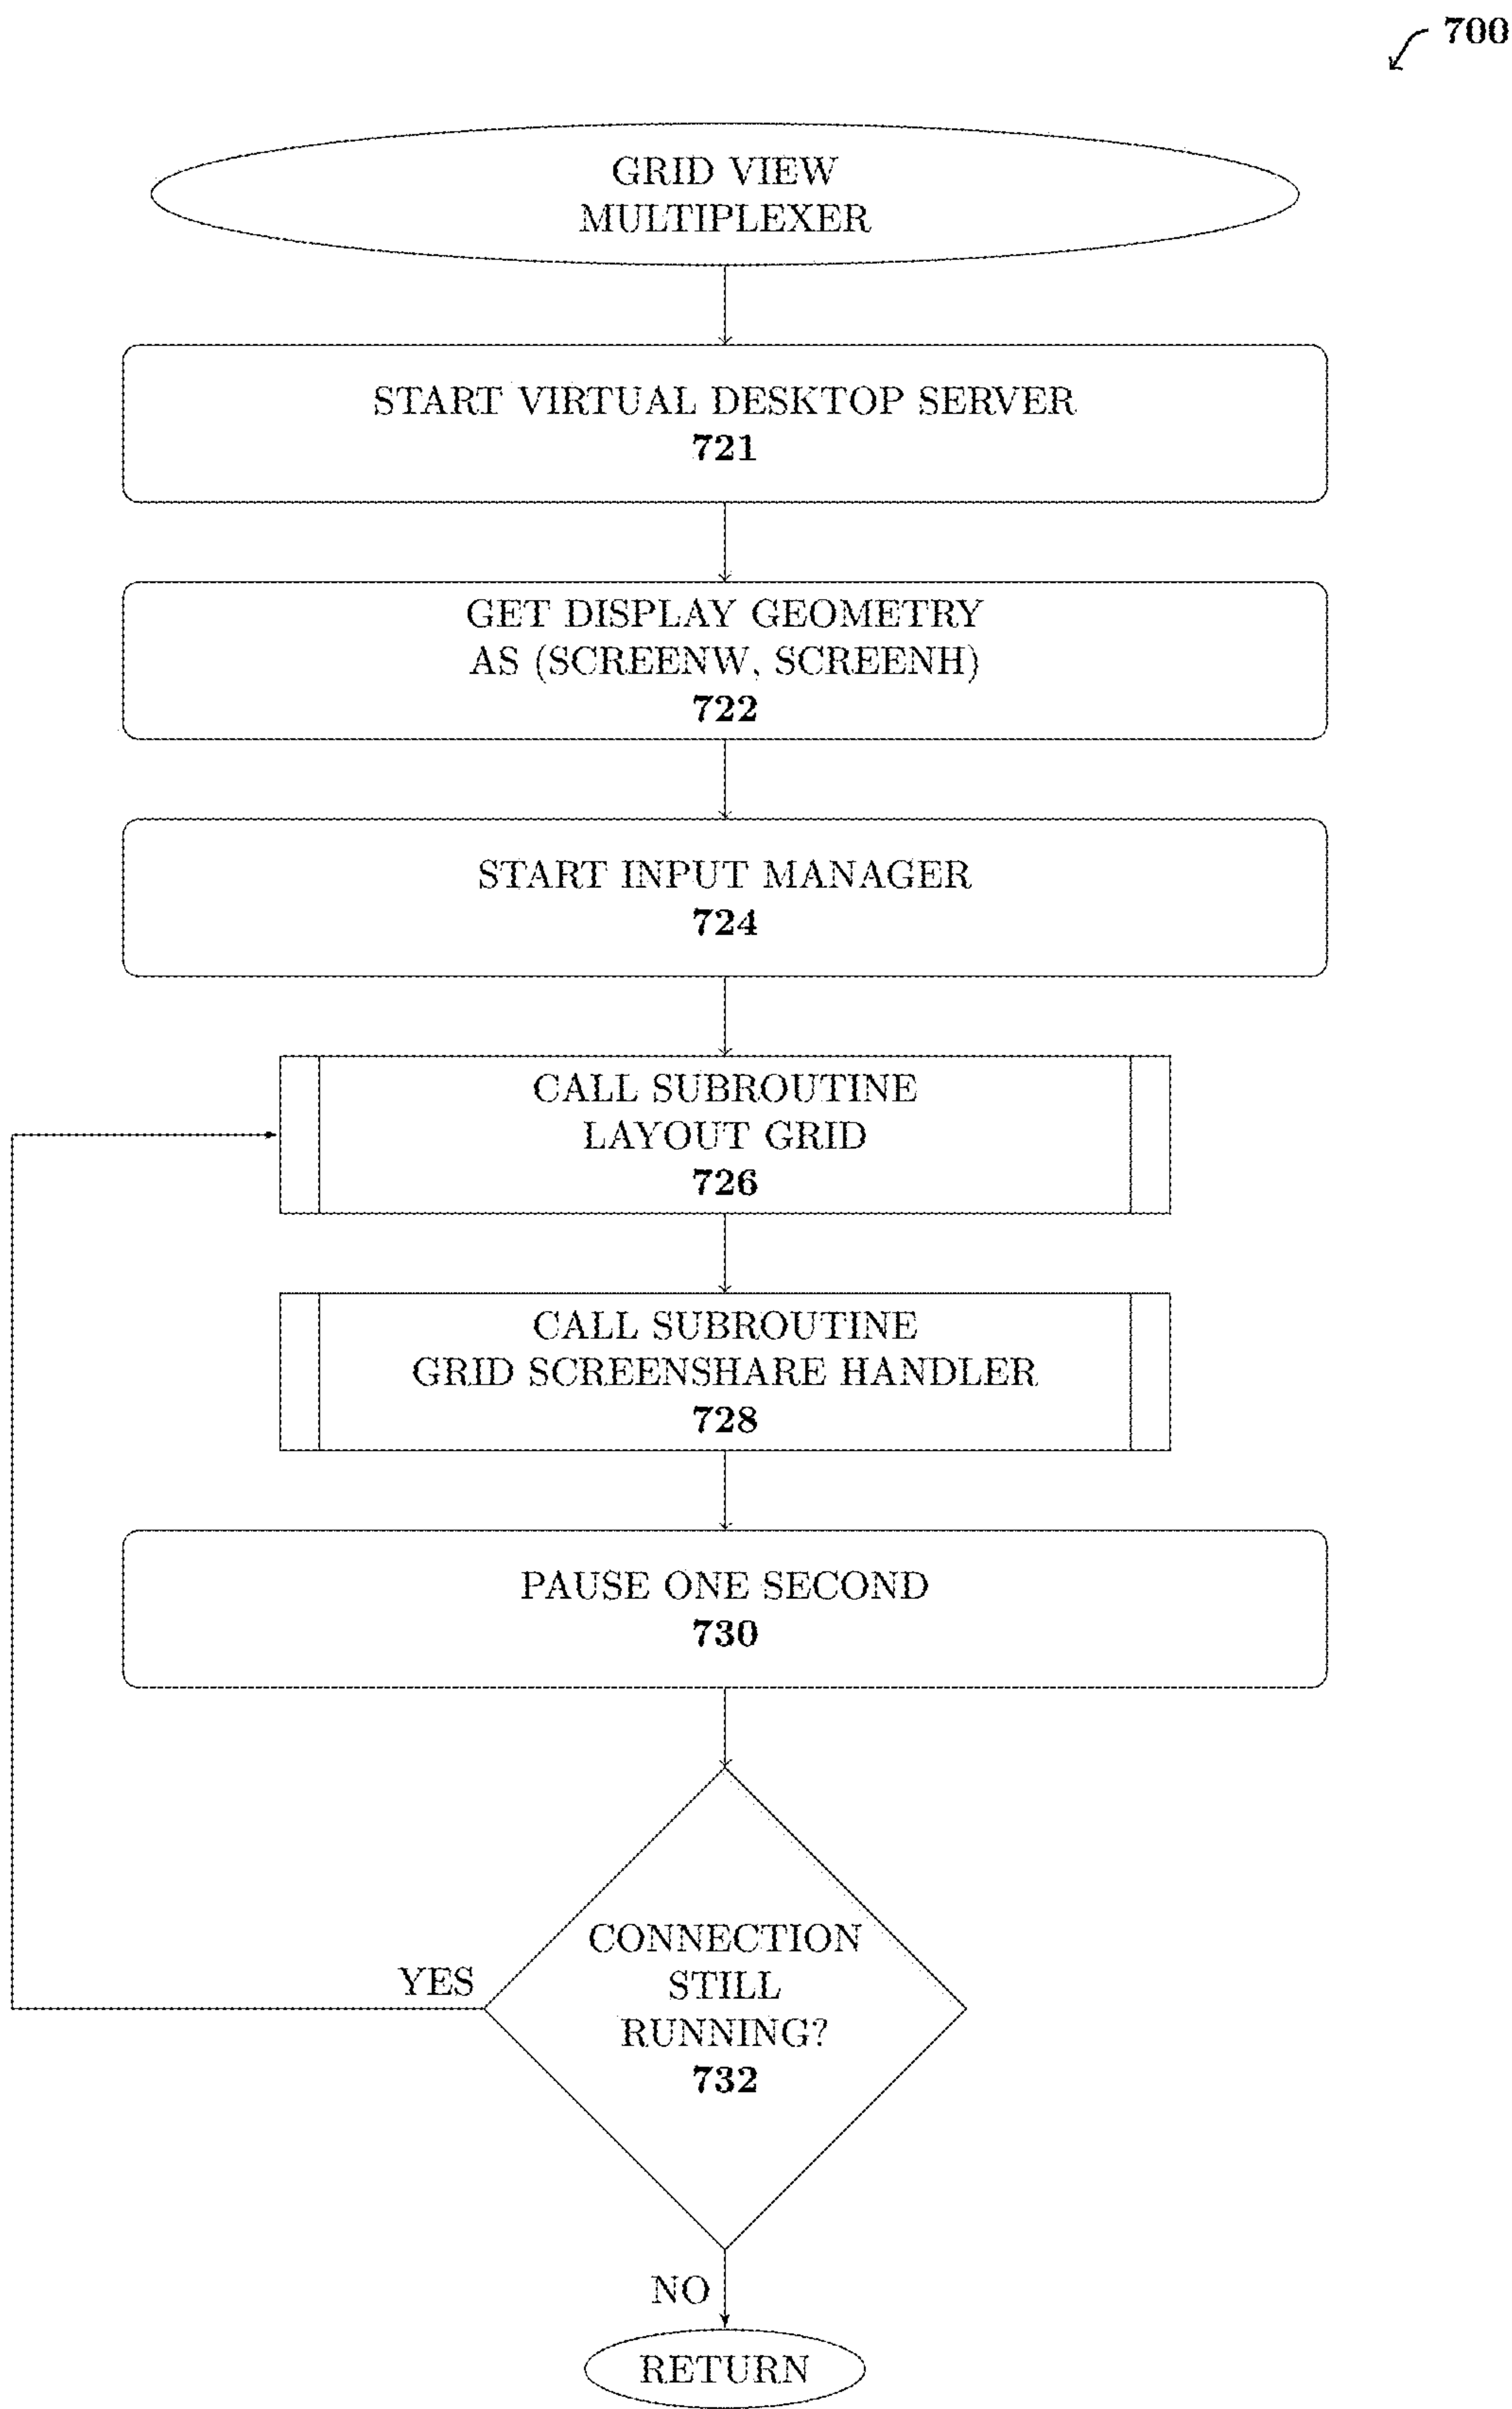 700
GRID VIEW
MULTIPLEXER
START VIRTUAL DESKTOP SERVER
721
GET DISPLAY GEOMETRY
AS (SCREENW, SCREENH)
722
START INPUT MANAGER
724
CALL SUBROUTINE
LAYOUT GRID
726
CALL SUBROUTINE
GRID SCREENSHARE HANDLER
728
PAUSE ONE SECOND
730
CONNECTION
YES
STILL
RUNNING?
732
NO
RETURN